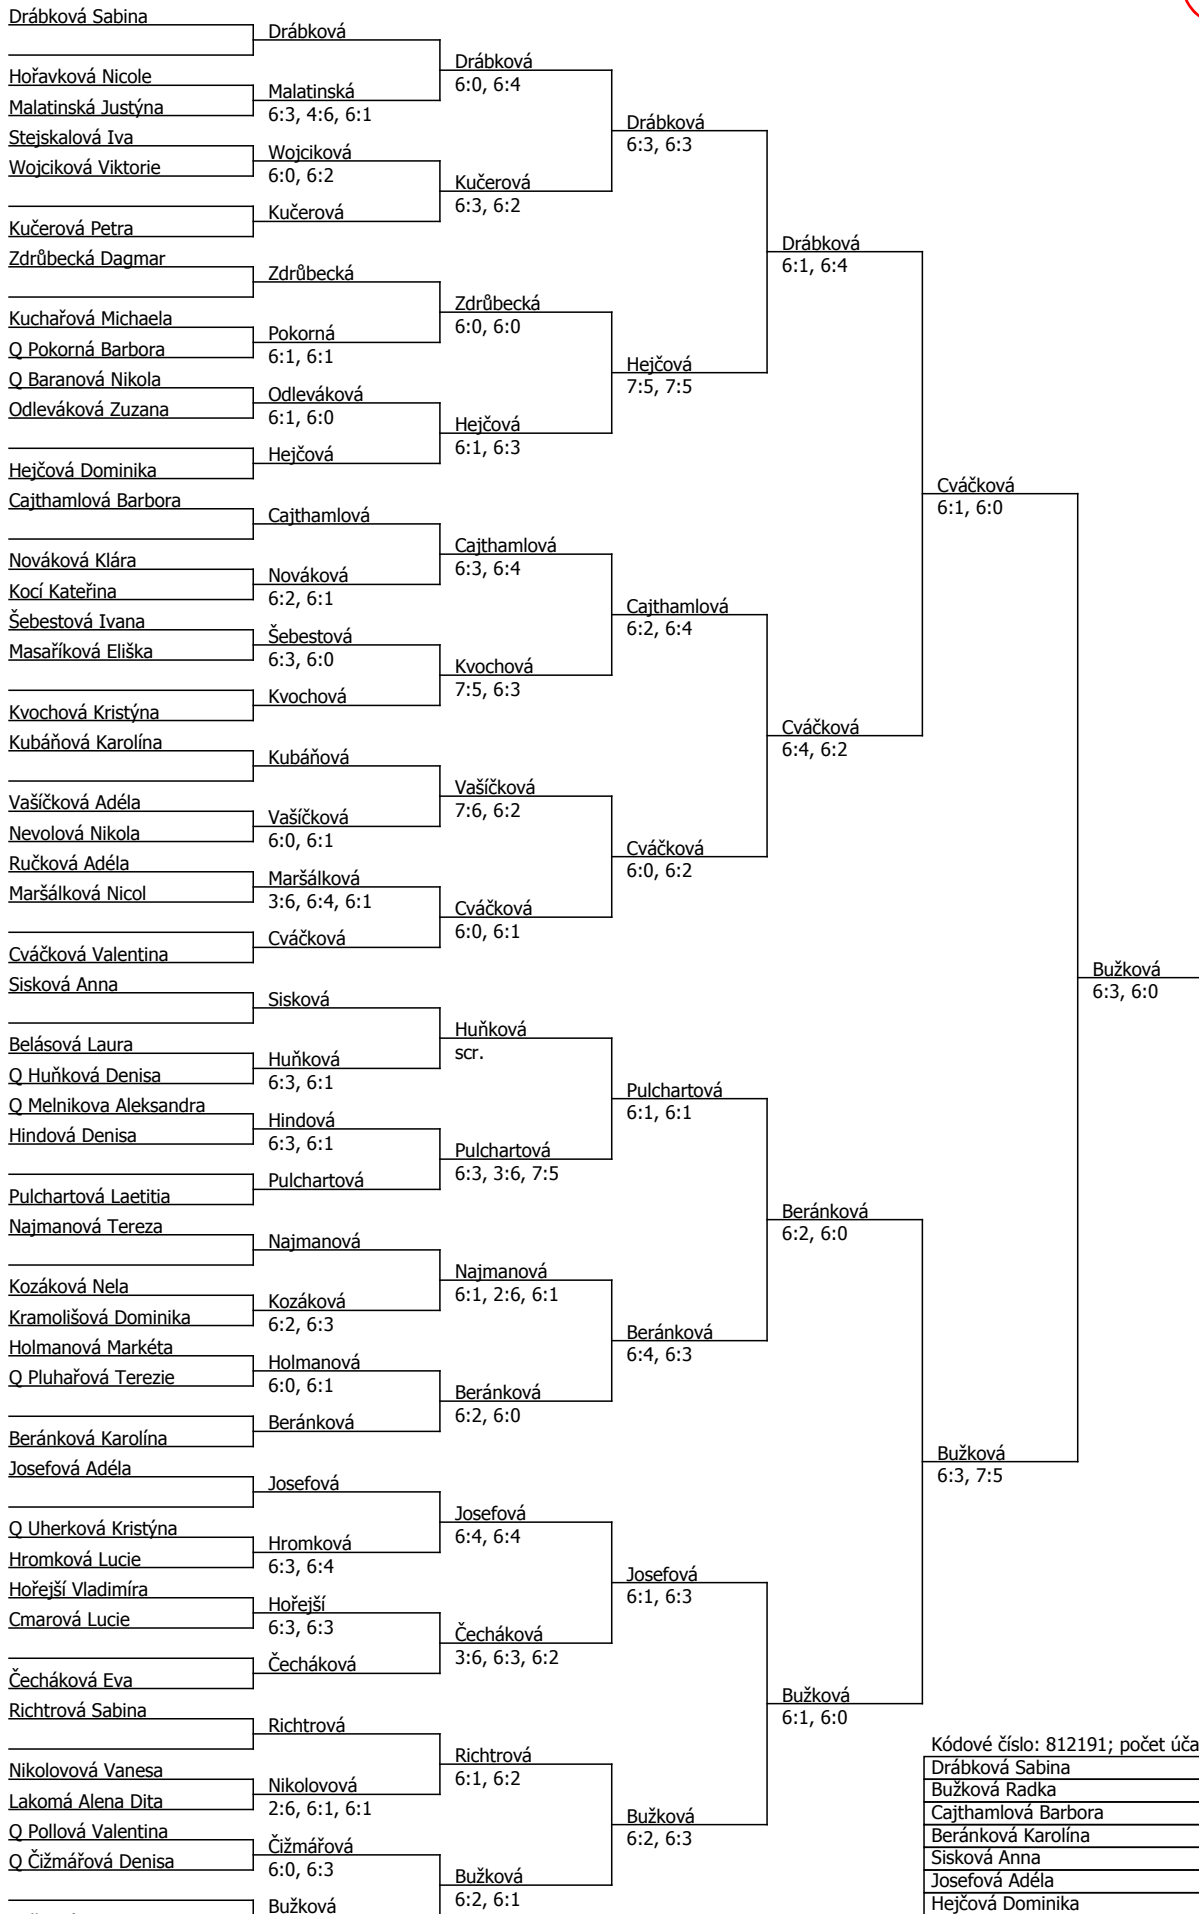 Drábková Sabina
Hořavková Nicole
Malatinská Justýna
Stejskalová Iva
Wojciková Viktorie
Kučerová Petra
Zdrůbecká Dagmar
Kuchařová Michaela
Q Pokorná Barbora
Q Baranová Nikola
Odleváková Zuzana
Hejčová Dominika
Cajthamlová Barbora
Nováková Klára
Kocí Kateřina
Šebestová Ivana
Masaříková Eliška
Kvochová Kristýna
Kubáňová Karolína
Vašíčková Adéla
Nevolová Nikola
Ručková Adéla
Maršálková Nicol
Cváčková Valentina
Sisková Anna
Belásová Laura
Q Huňková Denisa
Q Melnikova Aleksandra
Hindová Denisa
Pulchartová Laetitia
Najmanová Tereza
Kozáková Nela
Kramolišová Dominika
Holmanová Markéta
Q Pluhařová Terezie
Beránková Karolína
Josefová Adéla
Q Uherková Kristýna
Hromková Lucie
Hořejší Vladimíra
Cmarová Lucie
Čecháková Eva
Richtrová Sabina
Nikolovová Vanesa
Lakomá Alena Dita
Q Pollová Valentina
Q Čižmářová Denisa
Drábková
Malatinská
6:3, 4:6, 6:1
Wojciková
6:0, 6:2
Kučerová
Zdrůbecká
Pokorná
6:1, 6:1
Odleváková
6:1, 6:0
Hejčová
Cajthamlová
Nováková
6:2, 6:1
Šebestová
6:3, 6:0
Kvochová
Kubáňová
Vašíčková
6:0, 6:1
Maršálková
3:6, 6:4, 6:1
Cváčková
Sisková
Huňková
6:3, 6:1
Hindová
6:3, 6:1
Pulchartová
Najmanová
Kozáková
6:2, 6:3
Holmanová
6:0, 6:1
Beránková
Josefová
Hromková
6:3, 6:4
Hořejší
6:3, 6:3
Čecháková
Richtrová
Nikolovová
2:6, 6:1, 6:1
Čižmářová
6:0, 6:3
Bužková
Drábková
6:0, 6:4
Kučerová
6:3, 6:2
Zdrůbecká
6:0, 6:0
Hejčová
6:1, 6:3
Cajthamlová
6:3, 6:4
Kvochová
7:5, 6:3
Vašíčková
7:6, 6:2
Cváčková
6:0, 6:1
Huňková
scr.
Pulchartová
6:3, 3:6, 7:5
Najmanová
6:1, 2:6, 6:1
Beránková
6:2, 6:0
Josefová
6:4, 6:4
Čecháková
3:6, 6:3, 6:2
Richtrová
6:1, 6:2
Bužková
6:2, 6:1
Drábková
6:3, 6:3
Hejčová
7:5, 7:5
Cajthamlová
6:2, 6:4
Cváčková
6:0, 6:2
Pulchartová
6:1, 6:1
Beránková
6:4, 6:3
Josefová
6:1, 6:3
Bužková
6:2, 6:3
Drábková
6:1, 6:4
Cváčková
6:4, 6:2
Beránková
6:2, 6:0
Bužková
6:1, 6:0
Cváčková
6:1, 6:0
Bužková
6:3, 7:5
Bužková
6:3, 6:0
Kódové číslo: 812191; počet úča
Drábková Sabina
Bužková Radka
Cajthamlová Barbora
Beránková Karolína
Sisková Anna
Josefová Adéla
Hejčová Dominika